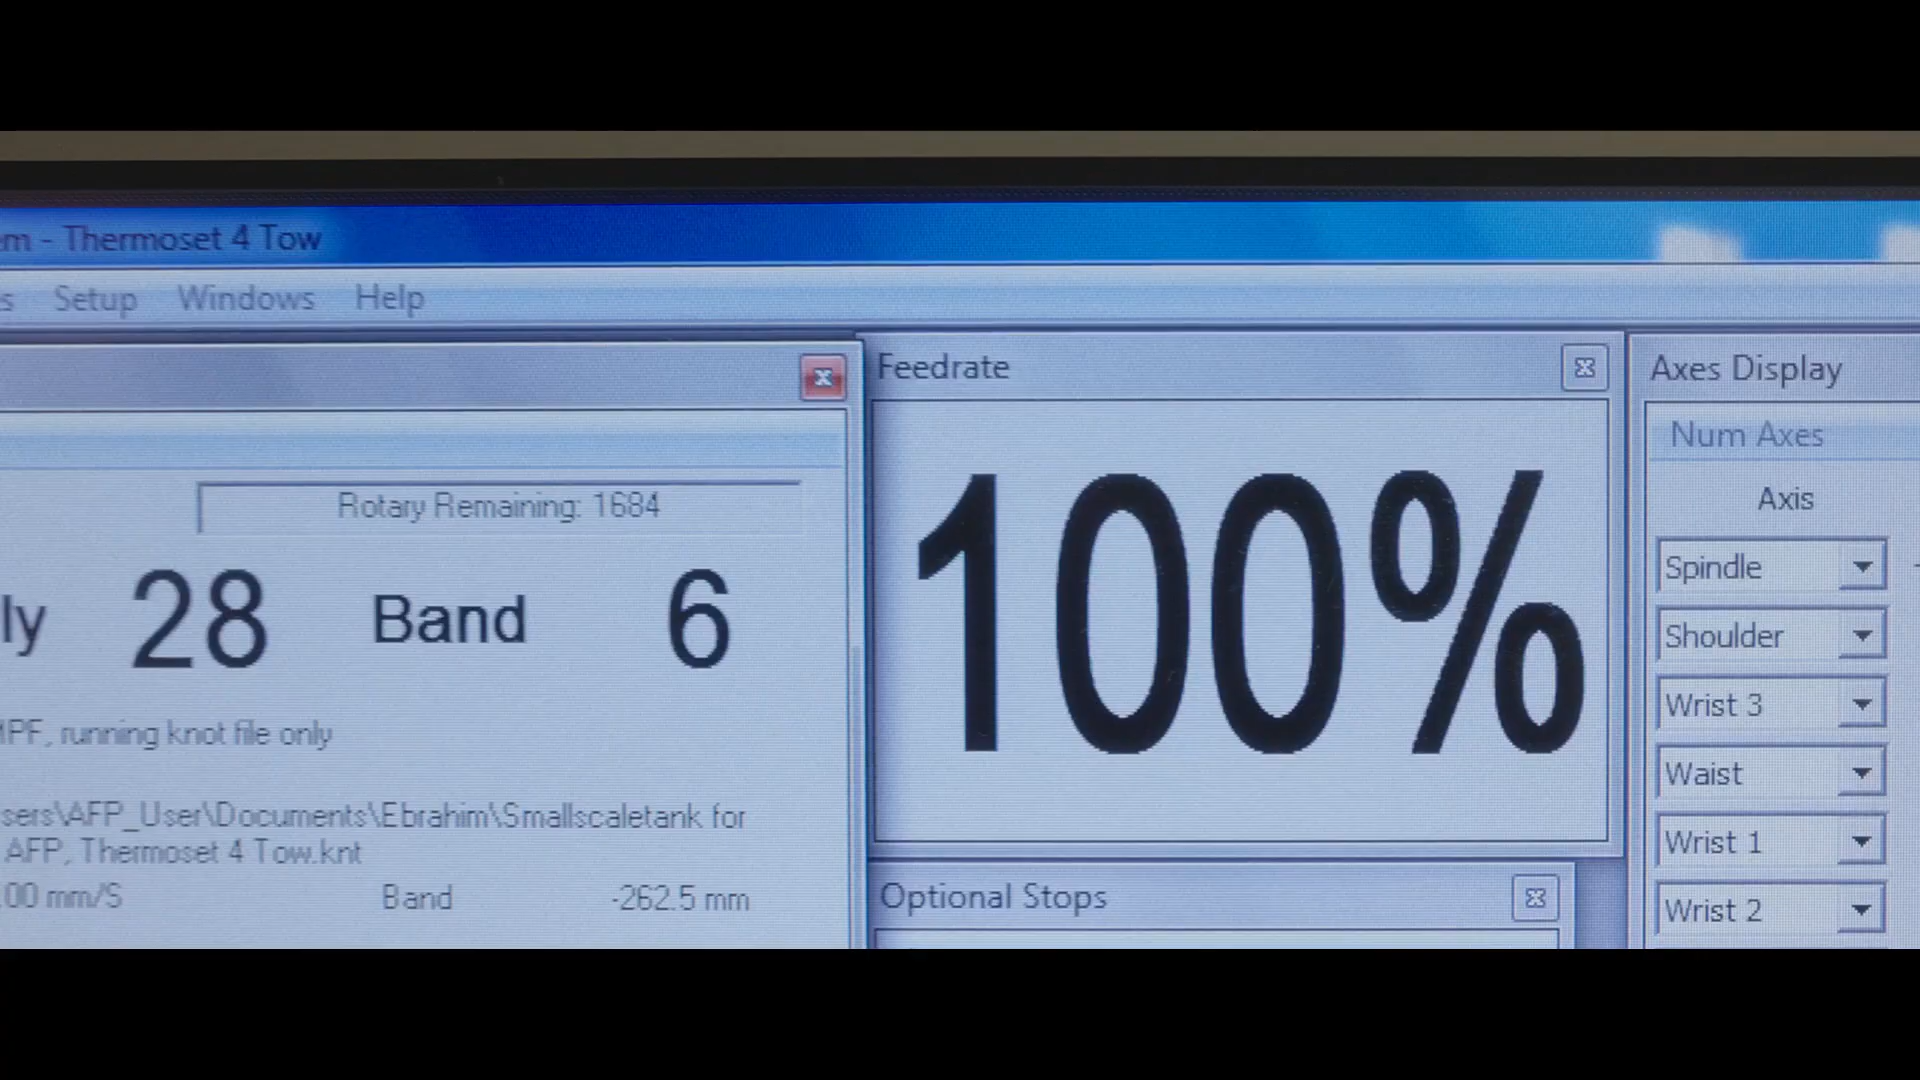 em - Thermoset 4 Tow
s Setup Windows Help
Rotary Remaining: 1684
ly 28 Band 6
MPF, running knot file only
sers\AFP_User\Documents\Ebrahim\Smallscaletank for
AFP, Thermoset 4 Tow.knt
.00 mm/S Band -262.5 mm
Feedrate
100%
Optional Stops
Axes Display
Num Axes
Axis
Spindle
Shoulder
Wrist 3
Waist
Wrist 1
Wrist 2